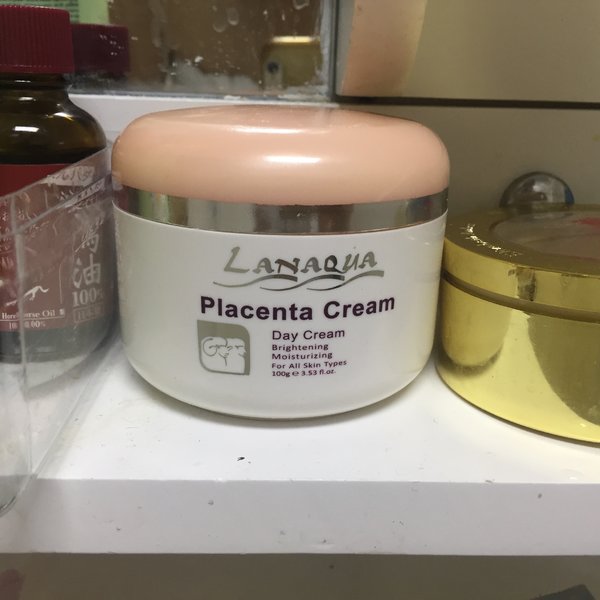 LANAQUA
Placenta Cream
Day Cream
Brightening
Moisturizing
For All Skin Types
100g ℮ 3.53 fl.oz.
馬
油
100%
Horse Oil